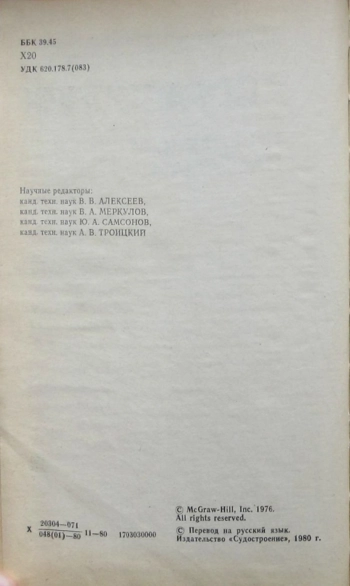 ББК 39.45
Х20
УДК 620.178.7(083)
Научные редакторы:
канд. техн. наук В. В. АЛЕКСЕЕВ,
канд. техн. наук В. А. МЕРКУЛОВ,
канд. техн. наук Ю. А. САМСОНОВ,
канд. техн. наук А. В. ТРОИЦКИЙ
© McGraw-Hill, Inc. 1976.
All rights reserved.
Х 20304—071 / 048(01)—80 11—80 1703030000
© Перевод на русский язык.
Издательство «Судостроение», 1980 г.